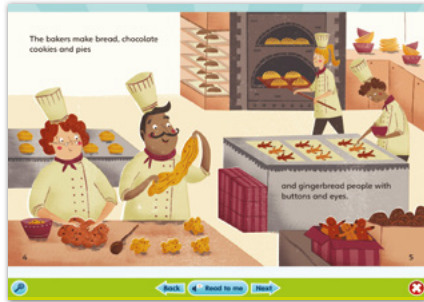 The bakers make bread, chocolate
cookies and pies
and gingerbread people with
buttons and eyes.
4
5
Back
Read to me
Next